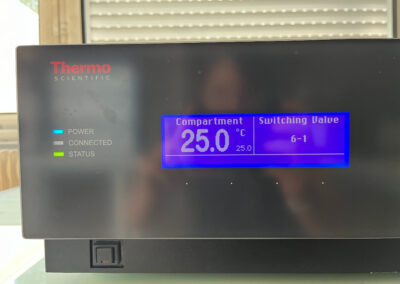 Thermo
SCIENTIFIC
POWER
CONNECTED
STATUS
Compartment
25.0 °C
25.0
Switching Valve
6-1